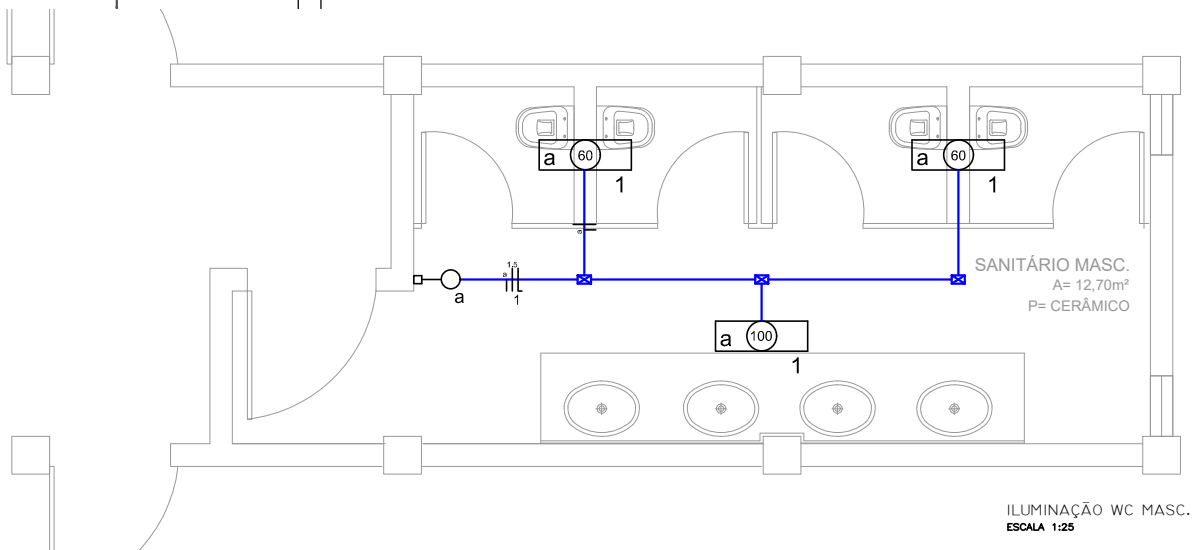 60
a
1
60
a
1
a
1.5
a
1
a
SANITÁRIO MASC.
A= 12,70m²
P= CERÂMICO
a
100
1
ILUMINAÇÃO WC MASC.
ESCALA 1:25